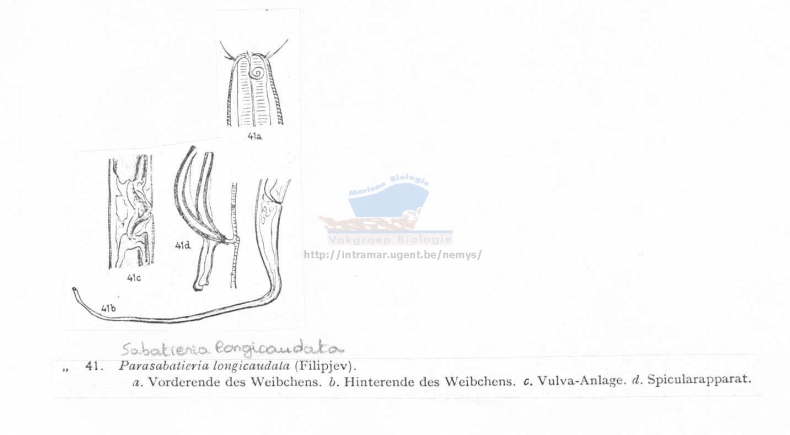 41a
41d
41c
41b
Mariene Biologie
Vakgroep Biologie
http://intramar.ugent.be/nemys/
Sabatieria longicaudata
„ 41. Parasabatieria longicaudata (Filipjev).
a. Vorderende des Weibchens. b. Hinterende des Weibchens. c. Vulva-Anlage. d. Spicularapparat.